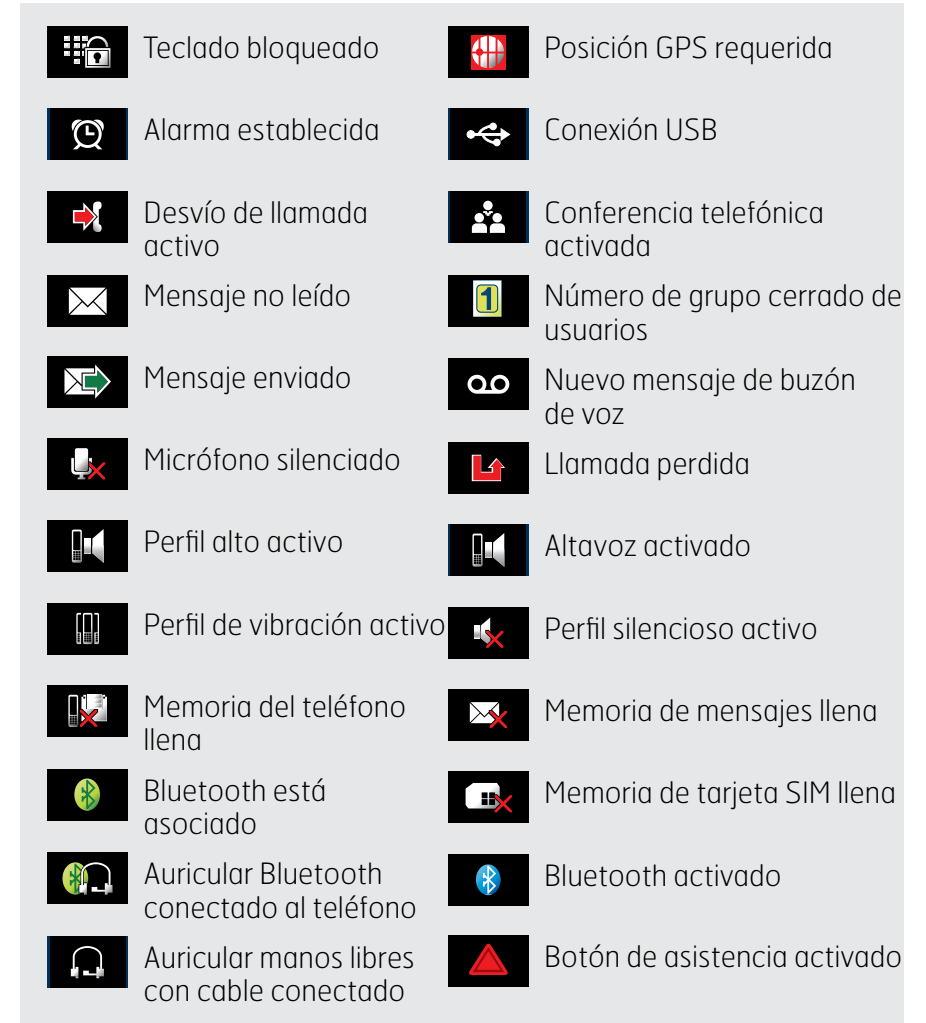 Teclado bloqueado
Posición GPS requerida
Alarma establecida
Conexión USB
Desvío de llamada
activo
Conferencia telefónica
activada
Mensaje no leído
1
Número de grupo cerrado de
usuarios
Mensaje enviado
Nuevo mensaje de buzón
de voz
Micrófono silenciado
Llamada perdida
Perfil alto activo
Altavoz activado
Perfil de vibración activo
Perfil silencioso activo
Memoria del teléfono
llena
Memoria de mensajes llena
Bluetooth está
asociado
Memoria de tarjeta SIM llena
Auricular Bluetooth
conectado al teléfono
Bluetooth activado
Auricular manos libres
con cable conectado
Botón de asistencia activado